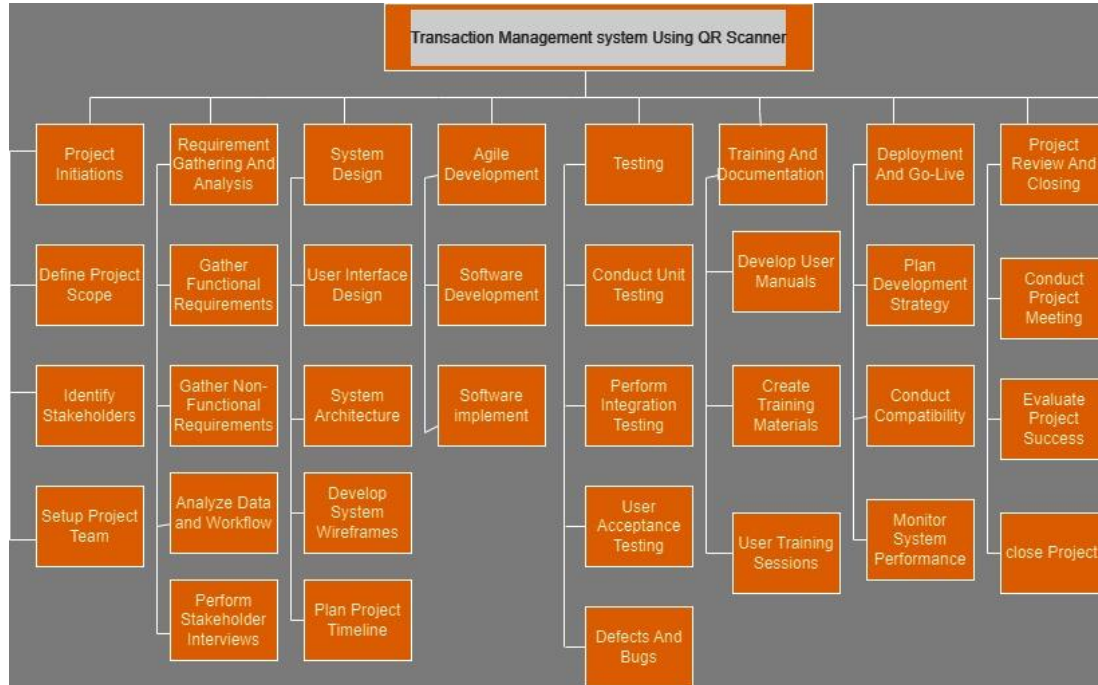 Transaction Management system Using QR Scanner
Project
Initiations
Define Project
Scope
Identify
Stakeholders
Setup Project
Team
Requirement
Gathering And
Analysis
Gather
Functional
Requirements
Gather Non-
Functional
Requirements
Analyze Data
and Workflow
Perform
Stakeholder
Interviews
System
Design
User Interface
Design
System
Architecture
Develop
System
Wireframes
Plan Project
Timeline
Agile
Development
Software
Development
Software
implement
Testing
Conduct Unit
Testing
Perform
Integration
Testing
User
Acceptance
Testing
Defects And
Bugs
Training And
Documentation
Develop User
Manuals
Create
Training
Materials
User Training
Sessions
Deployment
And Go-Live
Plan
Development
Strategy
Conduct
Compatibility
Monitor
System
Performance
Project
Review And
Closing
Conduct
Project
Meeting
Evaluate
Project
Success
close Project